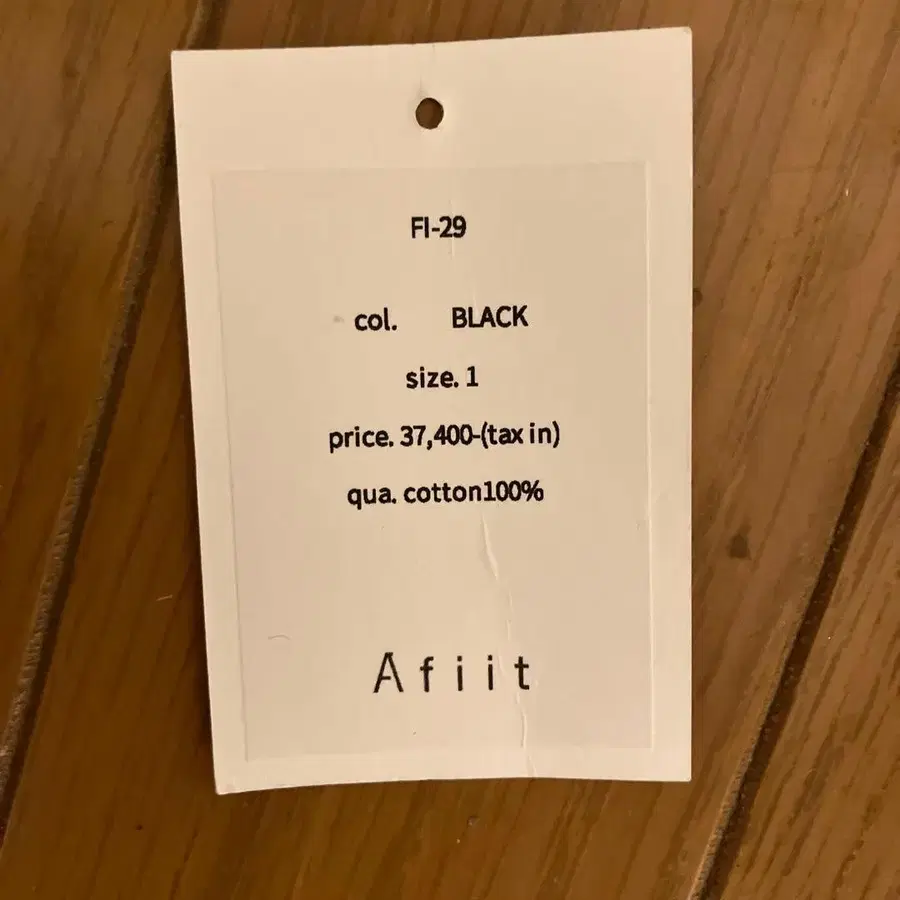 FI-29
col. BLACK
size. 1
price. 37,400-(tax in)
qua. cotton100%
Afiit